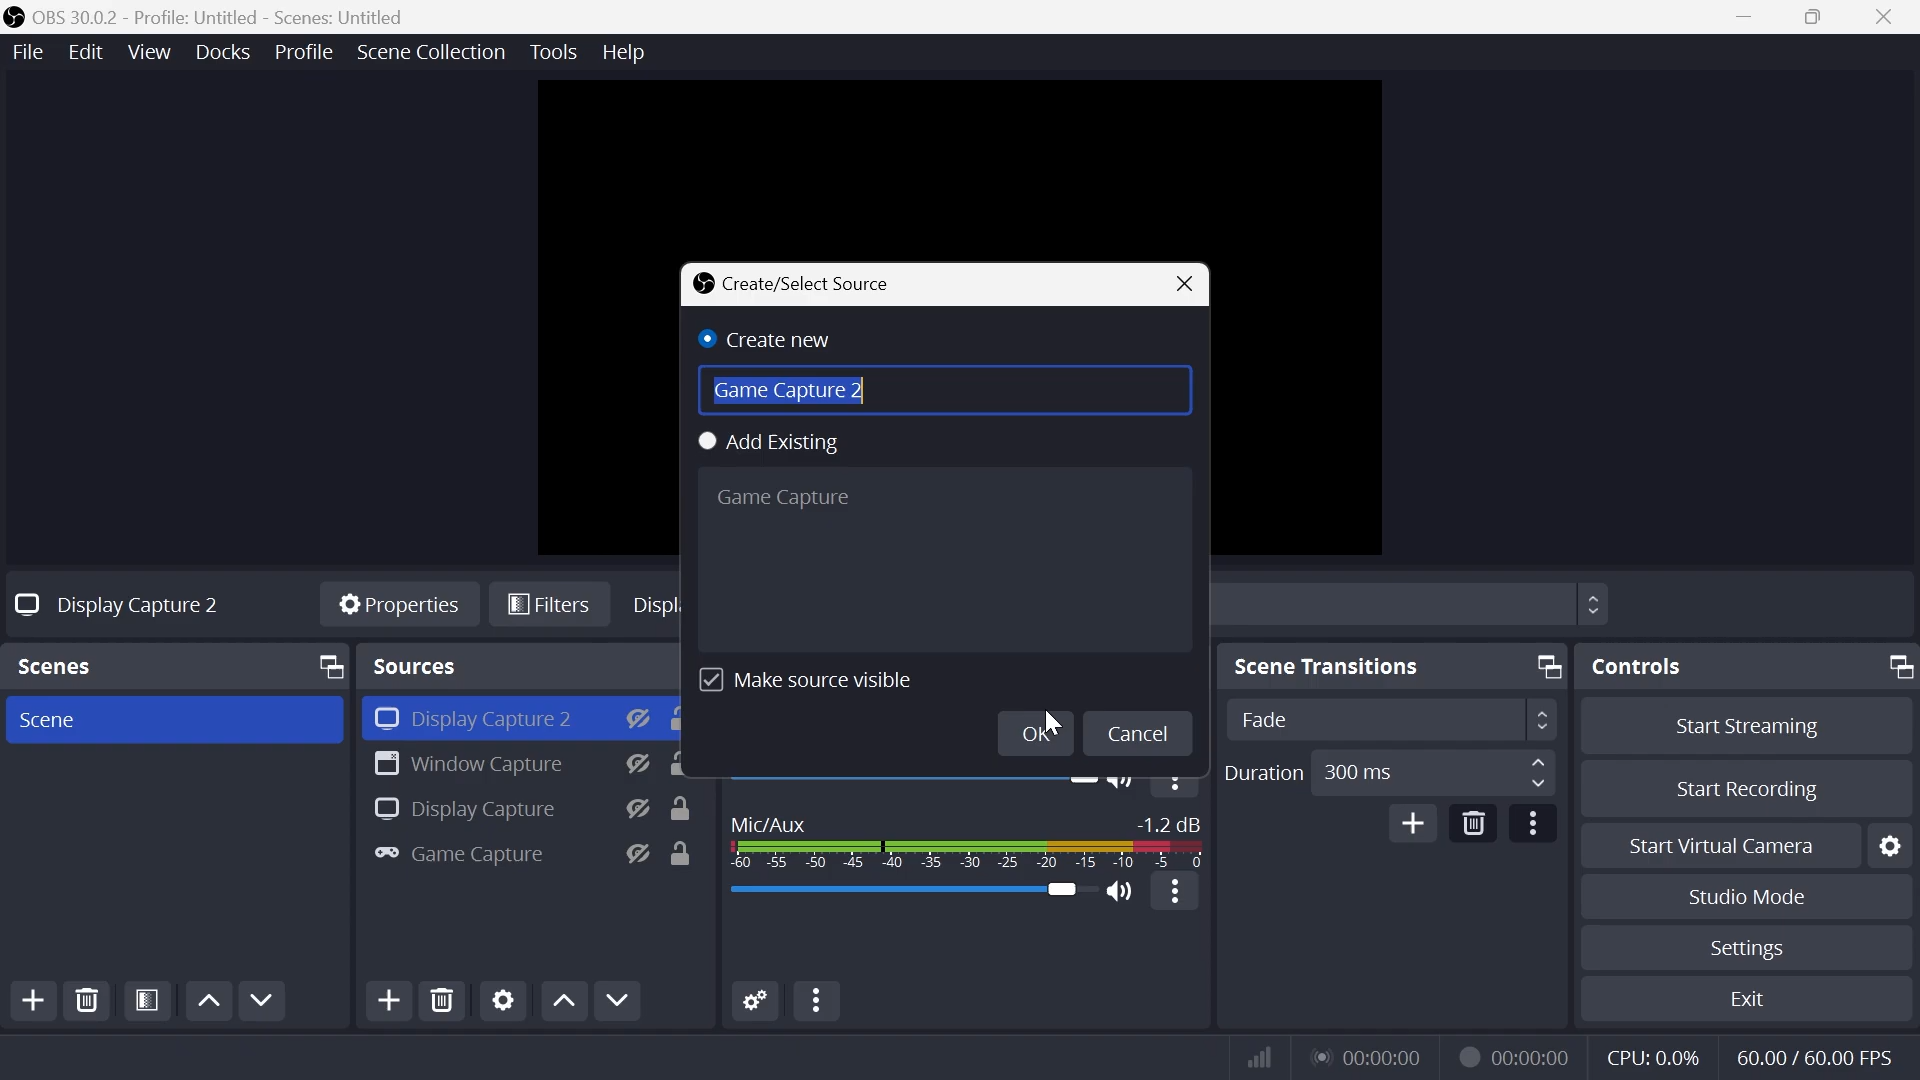 OBS 30.0.2 - Profile: Untitled - Scenes: Untitled
File Edit View Docks Profile Scene Collection Tools Help
Create/Select Source
Create new
Game Capture 2
Add Existing
Game Capture
Make source visible
OK Cancel
Display Capture 2 Properties Filters Displ
Scenes
Scene
Sources
Display Capture 2
Window Capture
Display Capture
Game Capture
Mic/Aux -1.2 dB
-60 -55 -50 -45 -40 -35 -30 -25 -20 -15 -10 -5 0
Scene Transitions
Fade
Duration 300 ms
Controls
Start Streaming
Start Recording
Start Virtual Camera
Studio Mode
Settings
Exit
00:00:00 00:00:00 CPU: 0.0% 60.00 / 60.00 FPS